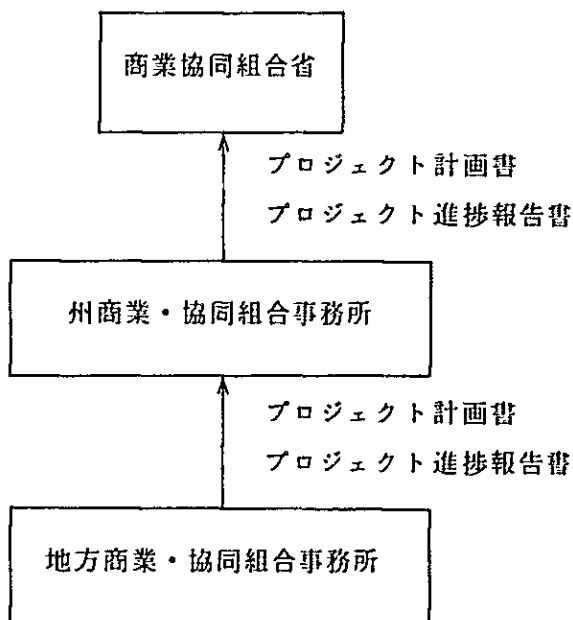 商業協同組合省
プロジェクト計画書
プロジェクト進捗報告書
州商業・協同組合事務所
プロジェクト計画書
プロジェクト進捗報告書
地方商業・協同組合事務所